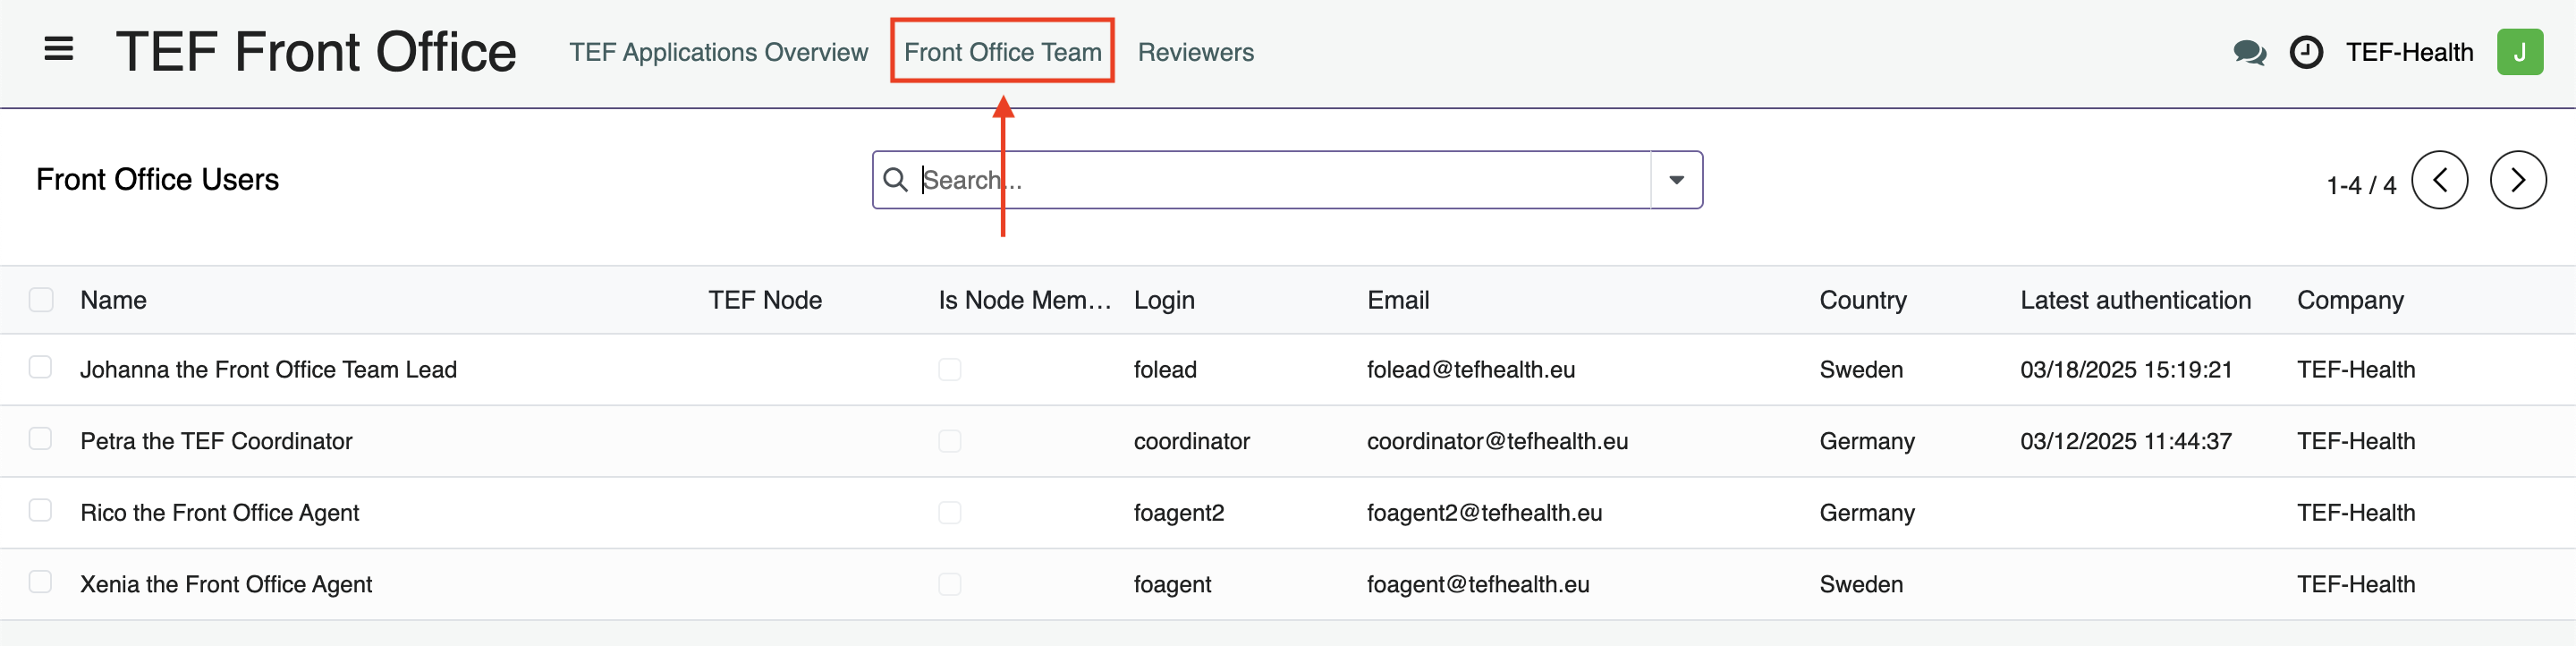 TEF Front Office TEF Applications Overview Front Office Team Reviewers TEF-Health J
Front Office Users Search... 1-4 / 4
Name TEF Node Is Node Mem... Login Email Country Latest authentication Company
Johanna the Front Office Team Lead folead folead@tefhealth.eu Sweden 03/18/2025 15:19:21 TEF-Health
Petra the TEF Coordinator coordinator coordinator@tefhealth.eu Germany 03/12/2025 11:44:37 TEF-Health
Rico the Front Office Agent foagent2 foagent2@tefhealth.eu Germany TEF-Health
Xenia the Front Office Agent foagent foagent@tefhealth.eu Sweden TEF-Health